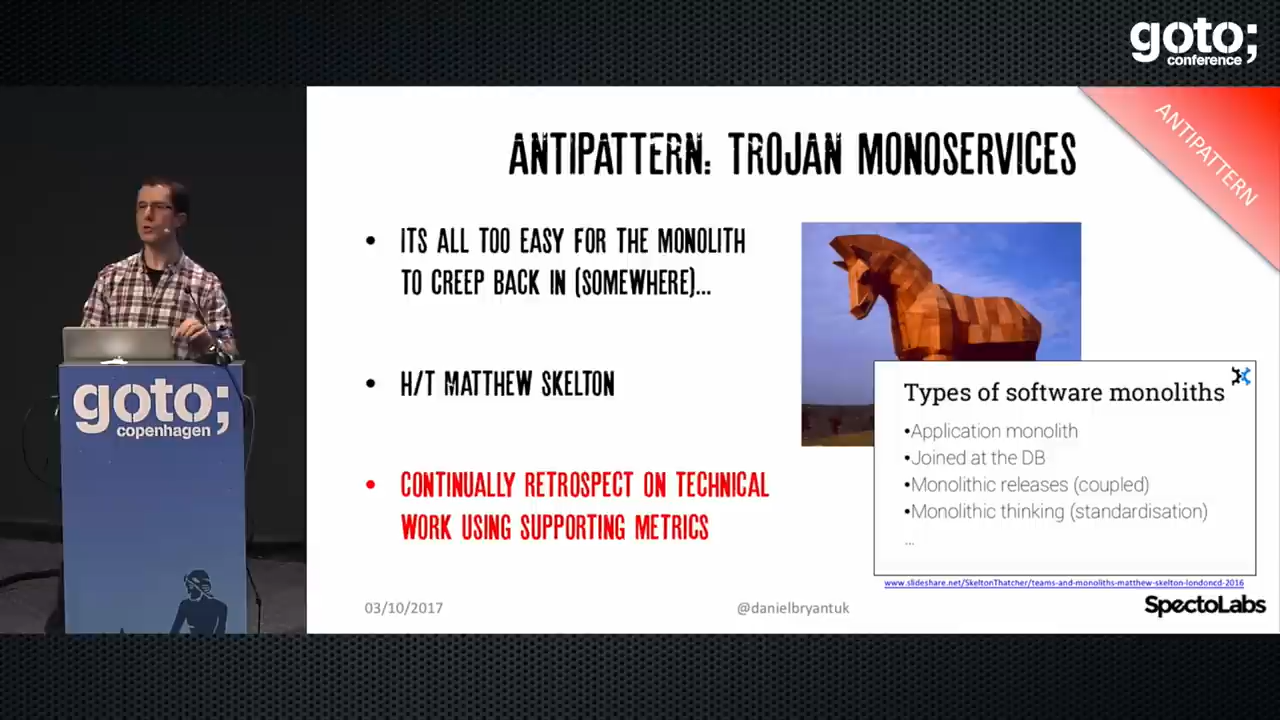 goto;
conference
ANTIPATTERN
ANTIPATTERN: TROJAN MONOSERVICES
• ITS ALL TOO EASY FOR THE MONOLITH
TO CREEP BACK IN (SOMEWHERE)...
• H/T MATTHEW SKELTON
• CONTINUALLY RETROSPECT ON TECHNICAL
WORK USING SUPPORTING METRICS
Types of software monoliths
•Application monolith
•Joined at the DB
•Monolithic releases (coupled)
•Monolithic thinking (standardisation)
...
www.slideshare.net/SkeltonThatcher/teams-and-monoliths-matthew-skelton-londoncd-2016
03/10/2017
@danielbryantuk
SpectoLabs
goto;
copenhagen